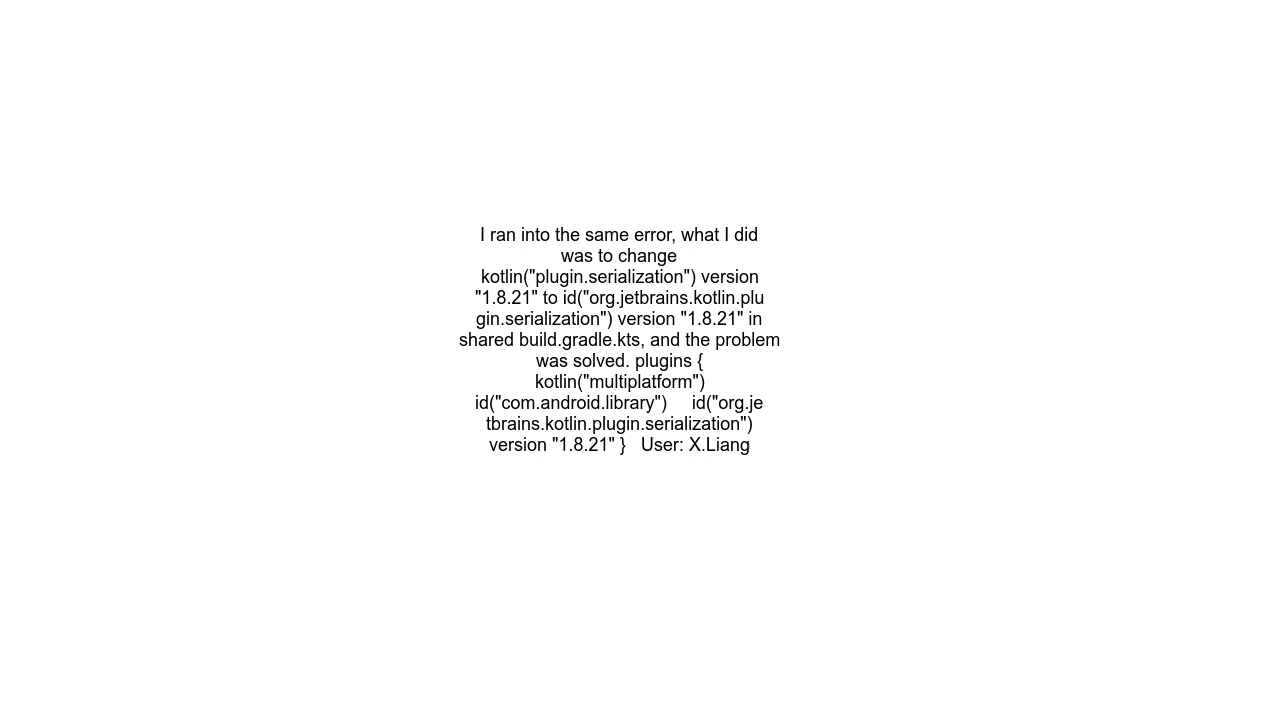 I ran into the same error, what I did
was to change
kotlin("plugin.serialization") version
"1.8.21" to id("org.jetbrains.kotlin.plu
gin.serialization") version "1.8.21" in
shared build.gradle.kts, and the problem
was solved. plugins {
kotlin("multiplatform")
id("com.android.library")     id("org.je
tbrains.kotlin.plugin.serialization")
version "1.8.21" }   User: X.Liang